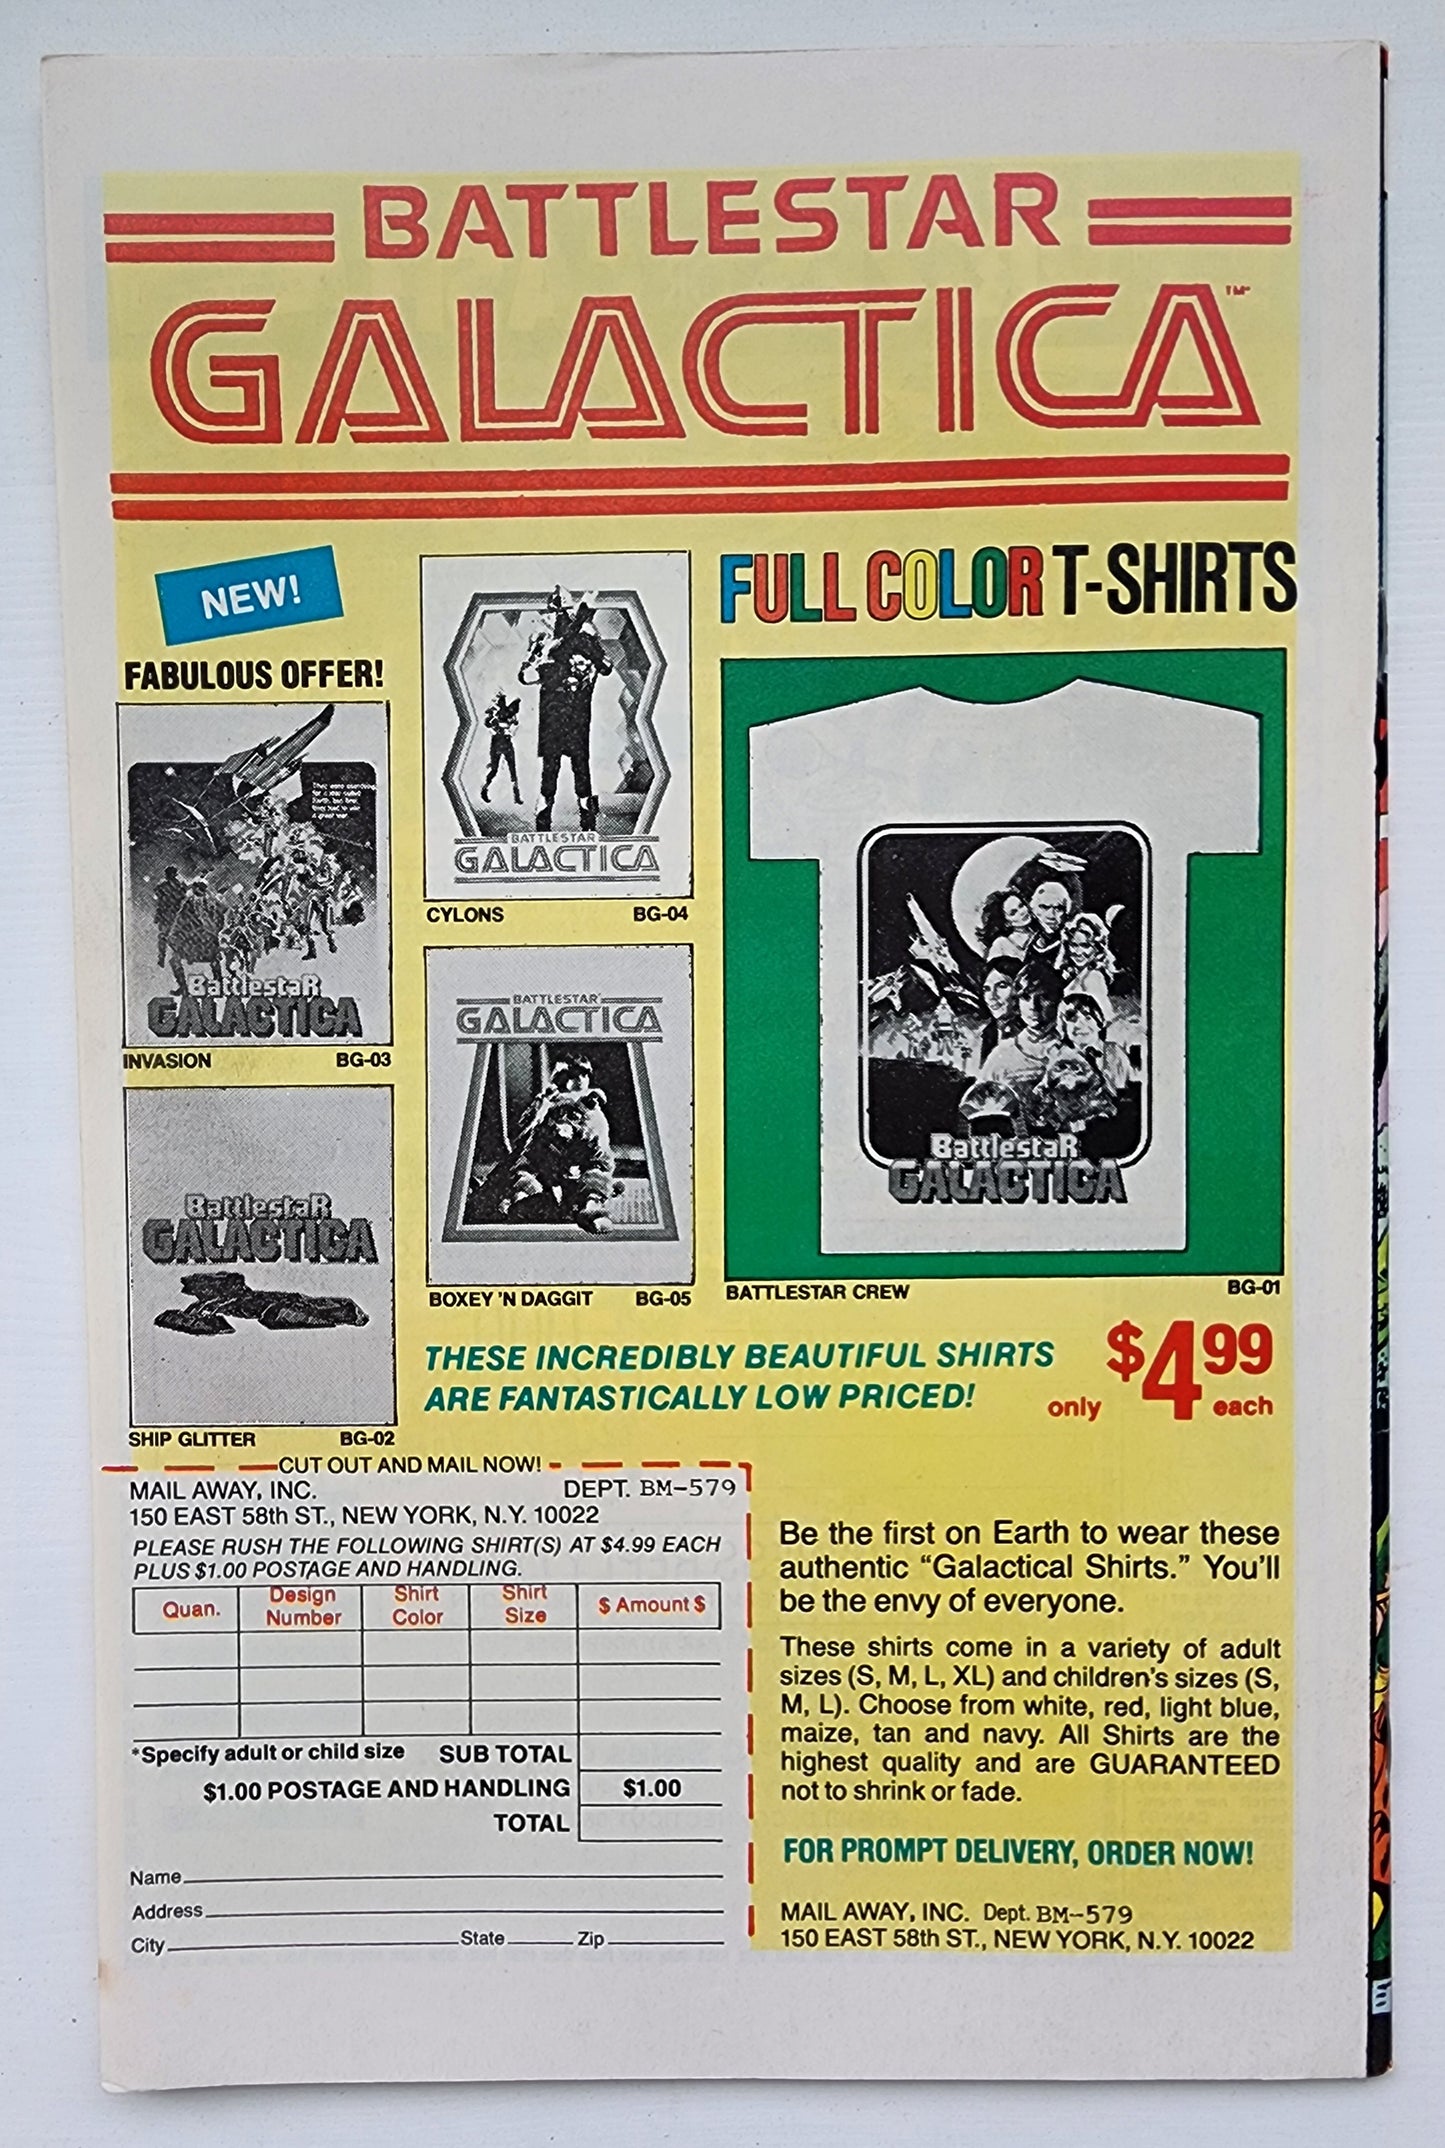 BATTLESTAR
GALACTICA™
NEW!
FABULOUS OFFER!
FULL COLOR T-SHIRTS
BattlestaR
GALACTICA
INVASION BG-03
BATTLESTAR
GALACTICA
CYLONS BG-04
BattlestaR
GALACTICA
SHIP GLITTER BG-02
BATTLESTAR
GALACTICA
BOXEY 'N DAGGIT BG-05
BattlestaR
GALACTICA
BATTLESTAR CREW BG-01
THESE INCREDIBLY BEAUTIFUL SHIRTS
ARE FANTASTICALLY LOW PRICED!
only $4.99 each
CUT OUT AND MAIL NOW!
MAIL AWAY, INC. DEPT. BM-579
150 EAST 58th ST., NEW YORK, N.Y. 10022
PLEASE RUSH THE FOLLOWING SHIRT(S) AT $4.99 EACH
PLUS $1.00 POSTAGE AND HANDLING.
Quan. Design Number Shirt Color Shirt Size $ Amount $
*Specify adult or child size SUB TOTAL
$1.00 POSTAGE AND HANDLING $1.00
TOTAL
Name
Address
City State Zip
Be the first on Earth to wear these
authentic “Galactical Shirts.” You'll
be the envy of everyone.
These shirts come in a variety of adult
sizes (S, M, L, XL) and children's sizes (S,
M, L). Choose from white, red, light blue,
maize, tan and navy. All Shirts are the
highest quality and are GUARANTEED
not to shrink or fade.
FOR PROMPT DELIVERY, ORDER NOW!
MAIL AWAY, INC. Dept. BM-579
150 EAST 58th ST., NEW YORK, N.Y. 10022